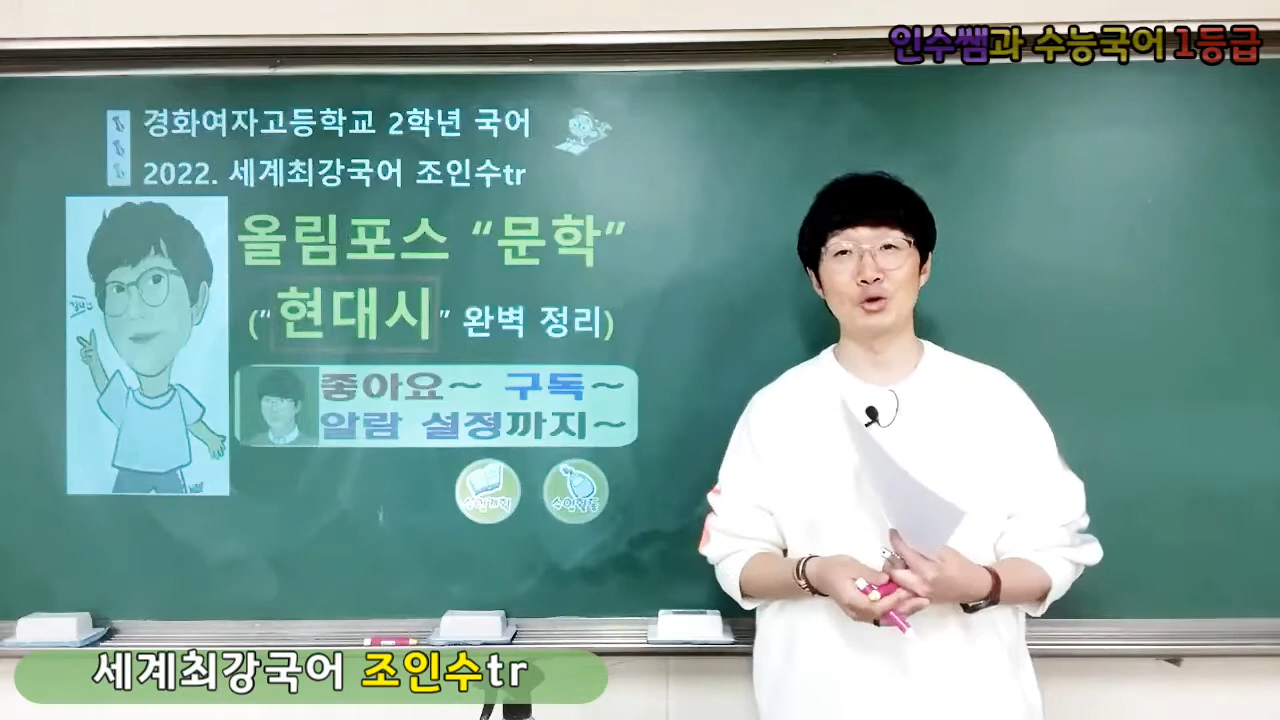 인수쌤과 수능국어 1등급
경화여자고등학교 2학년 국어
2022. 세계최강국어 조인수tr
올림포스 “문학”
(“현대시” 완벽 정리)
좋아요~ 구독~
알람 설정까지~
세계최강국어 조인수tr